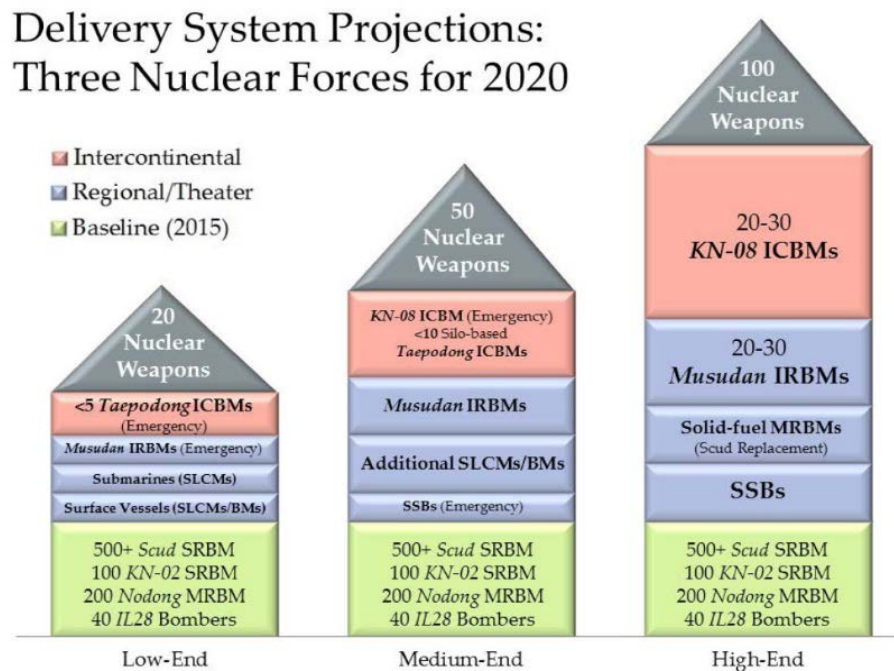 Delivery System Projections:
Three Nuclear Forces for 2020
Intercontinental
Regional/Theater
Baseline (2015)
20
Nuclear
Weapons
<5 Taepodong ICBMs
(Emergency)
Musudan IRBMs (Emergency)
Submarines (SLCMs)
Surface Vessels (SLCMs/BMs)
500+ Scud SRBM
100 KN-02 SRBM
200 Nodong MRBM
40 IL28 Bombers
Low-End
50
Nuclear
Weapons
KN-08 ICBM (Emergency)
<10 Silo-based
Taepodong ICBMs
Musudan IRBMs
Additional SLCMs/BMs
SSBs (Emergency)
500+ Scud SRBM
100 KN-02 SRBM
200 Nodong MRBM
40 IL28 Bombers
Medium-End
100
Nuclear
Weapons
20-30
KN-08 ICBMs
20-30
Musudan IRBMs
Solid-fuel MRBMs
(Scud Replacement)
SSBs
500+ Scud SRBM
100 KN-02 SRBM
200 Nodong MRBM
40 IL28 Bombers
High-End